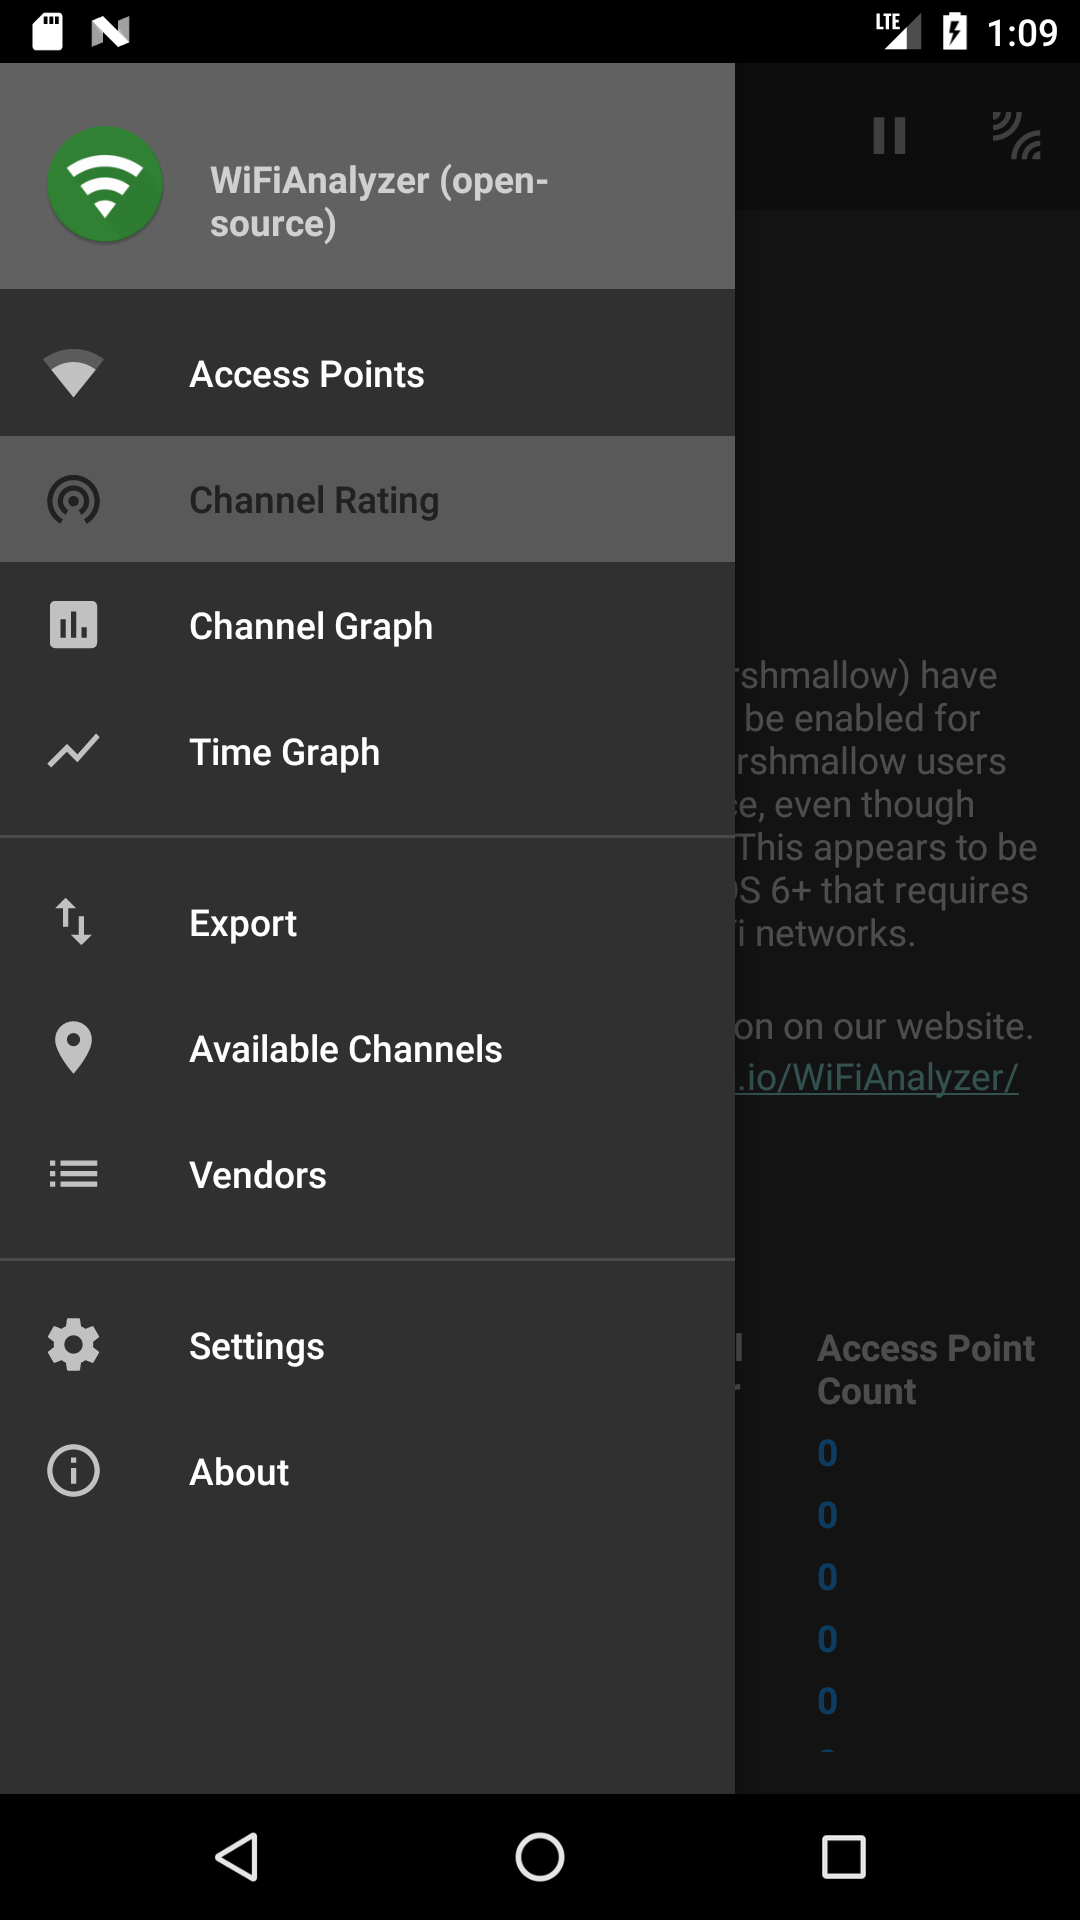 LTE 1:09
WiFiAnalyzer (open-
source)
Access Points
Channel Rating
Channel Graph
Time Graph
Export
Available Channels
Vendors
Settings
About
rshmallow) have
be enabled for
rshmallow users
e, even though
This appears to be
OS 6+ that requires
i networks.
on on our website.
.io/WiFiAnalyzer/
Access Point
Count
0
0
0
0
0